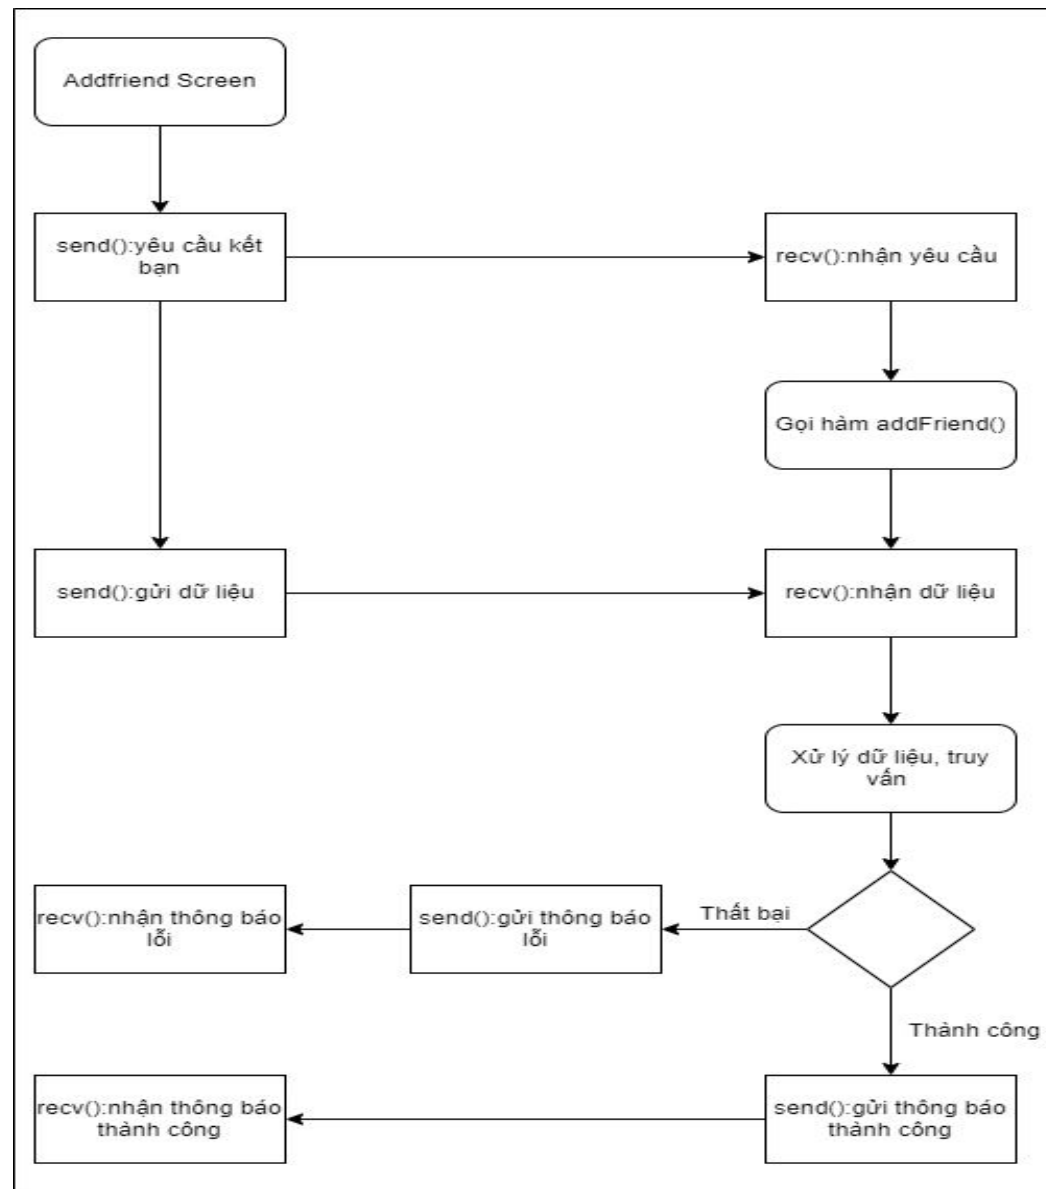 Addfriend Screen
send():yêu cầu kết
bạn
recv():nhận yêu cầu
Gọi hàm addFriend()
send():gửi dữ liệu
recv():nhận dữ liệu
Xử lý dữ liệu, truy
vấn
recv():nhận thông báo
lỗi
send():gửi thông báo
lỗi
Thất bại
Thành công
recv():nhận thông báo
thành công
send():gửi thông báo
thành công